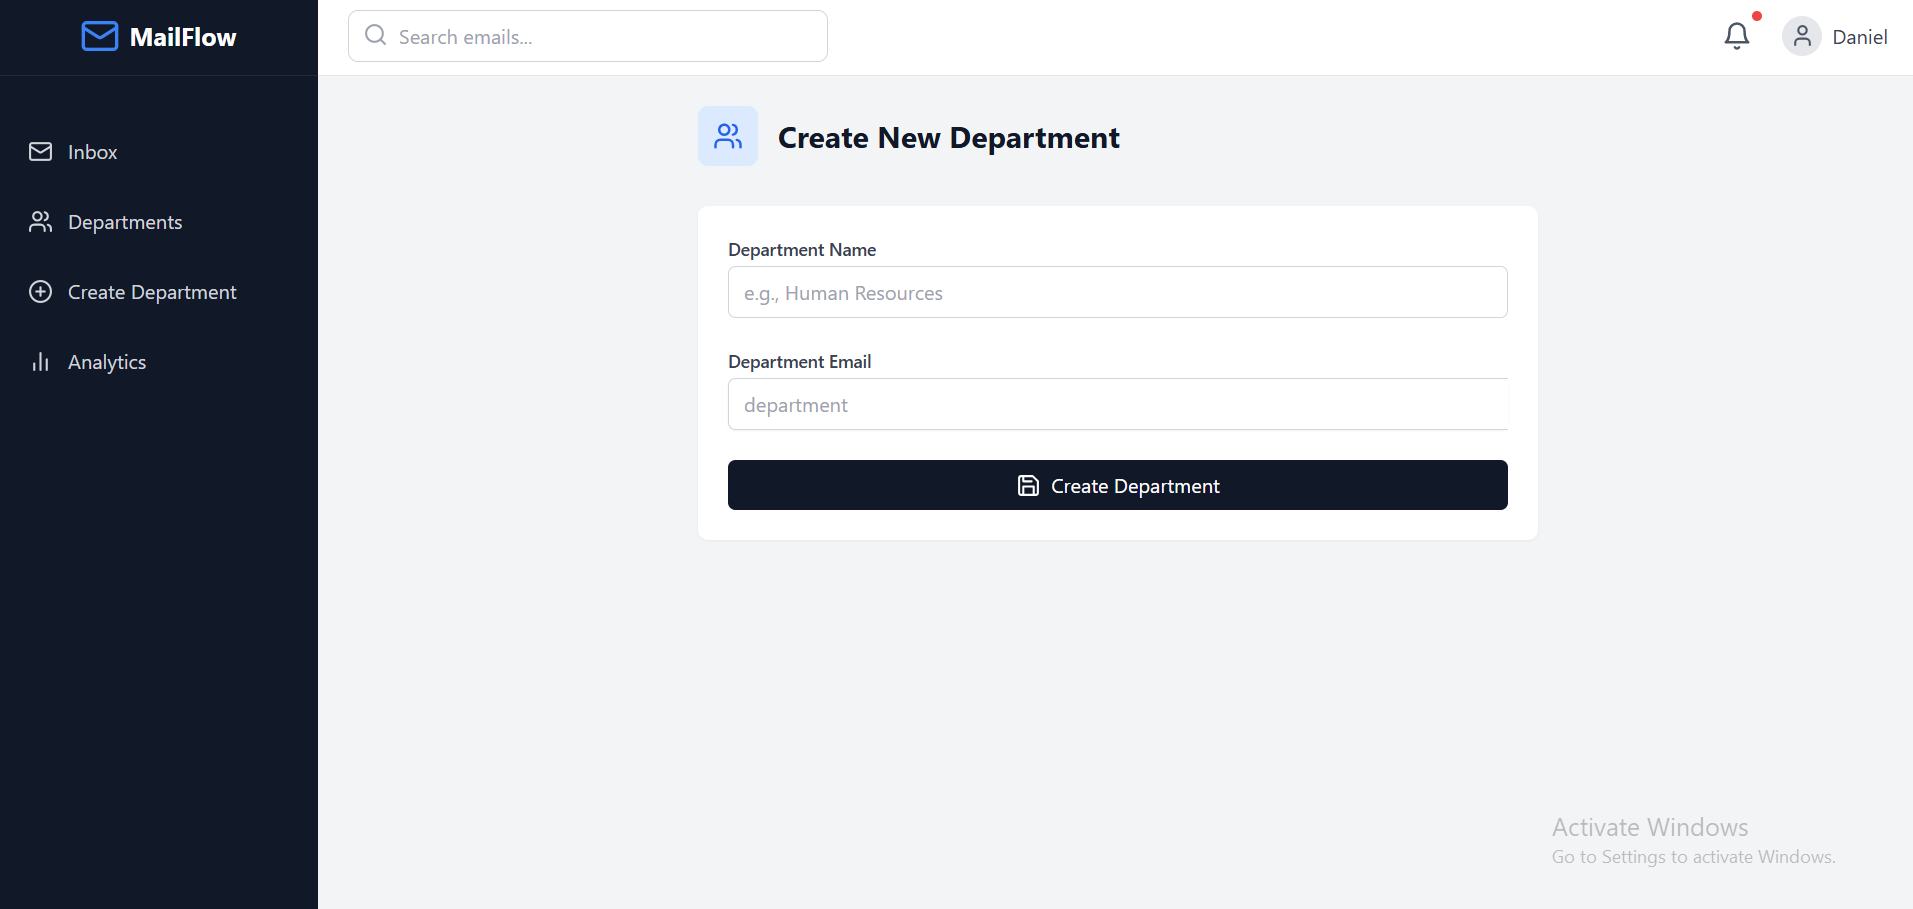 MailFlow
Search emails...
Daniel
Inbox
Departments
Create Department
Analytics
Create New Department
Department Name
e.g., Human Resources
Department Email
department
Create Department
Activate Windows
Go to Settings to activate Windows.